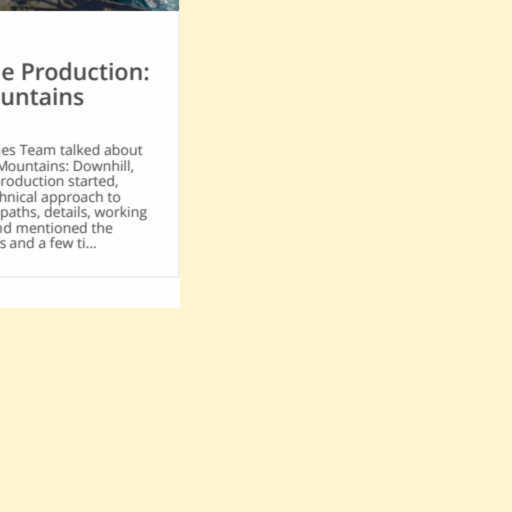 e Production:
untains
es Team talked about
Mountains: Downhill,
roduction started,
hnical approach to
paths, details, working
nd mentioned the
s and a few ti...